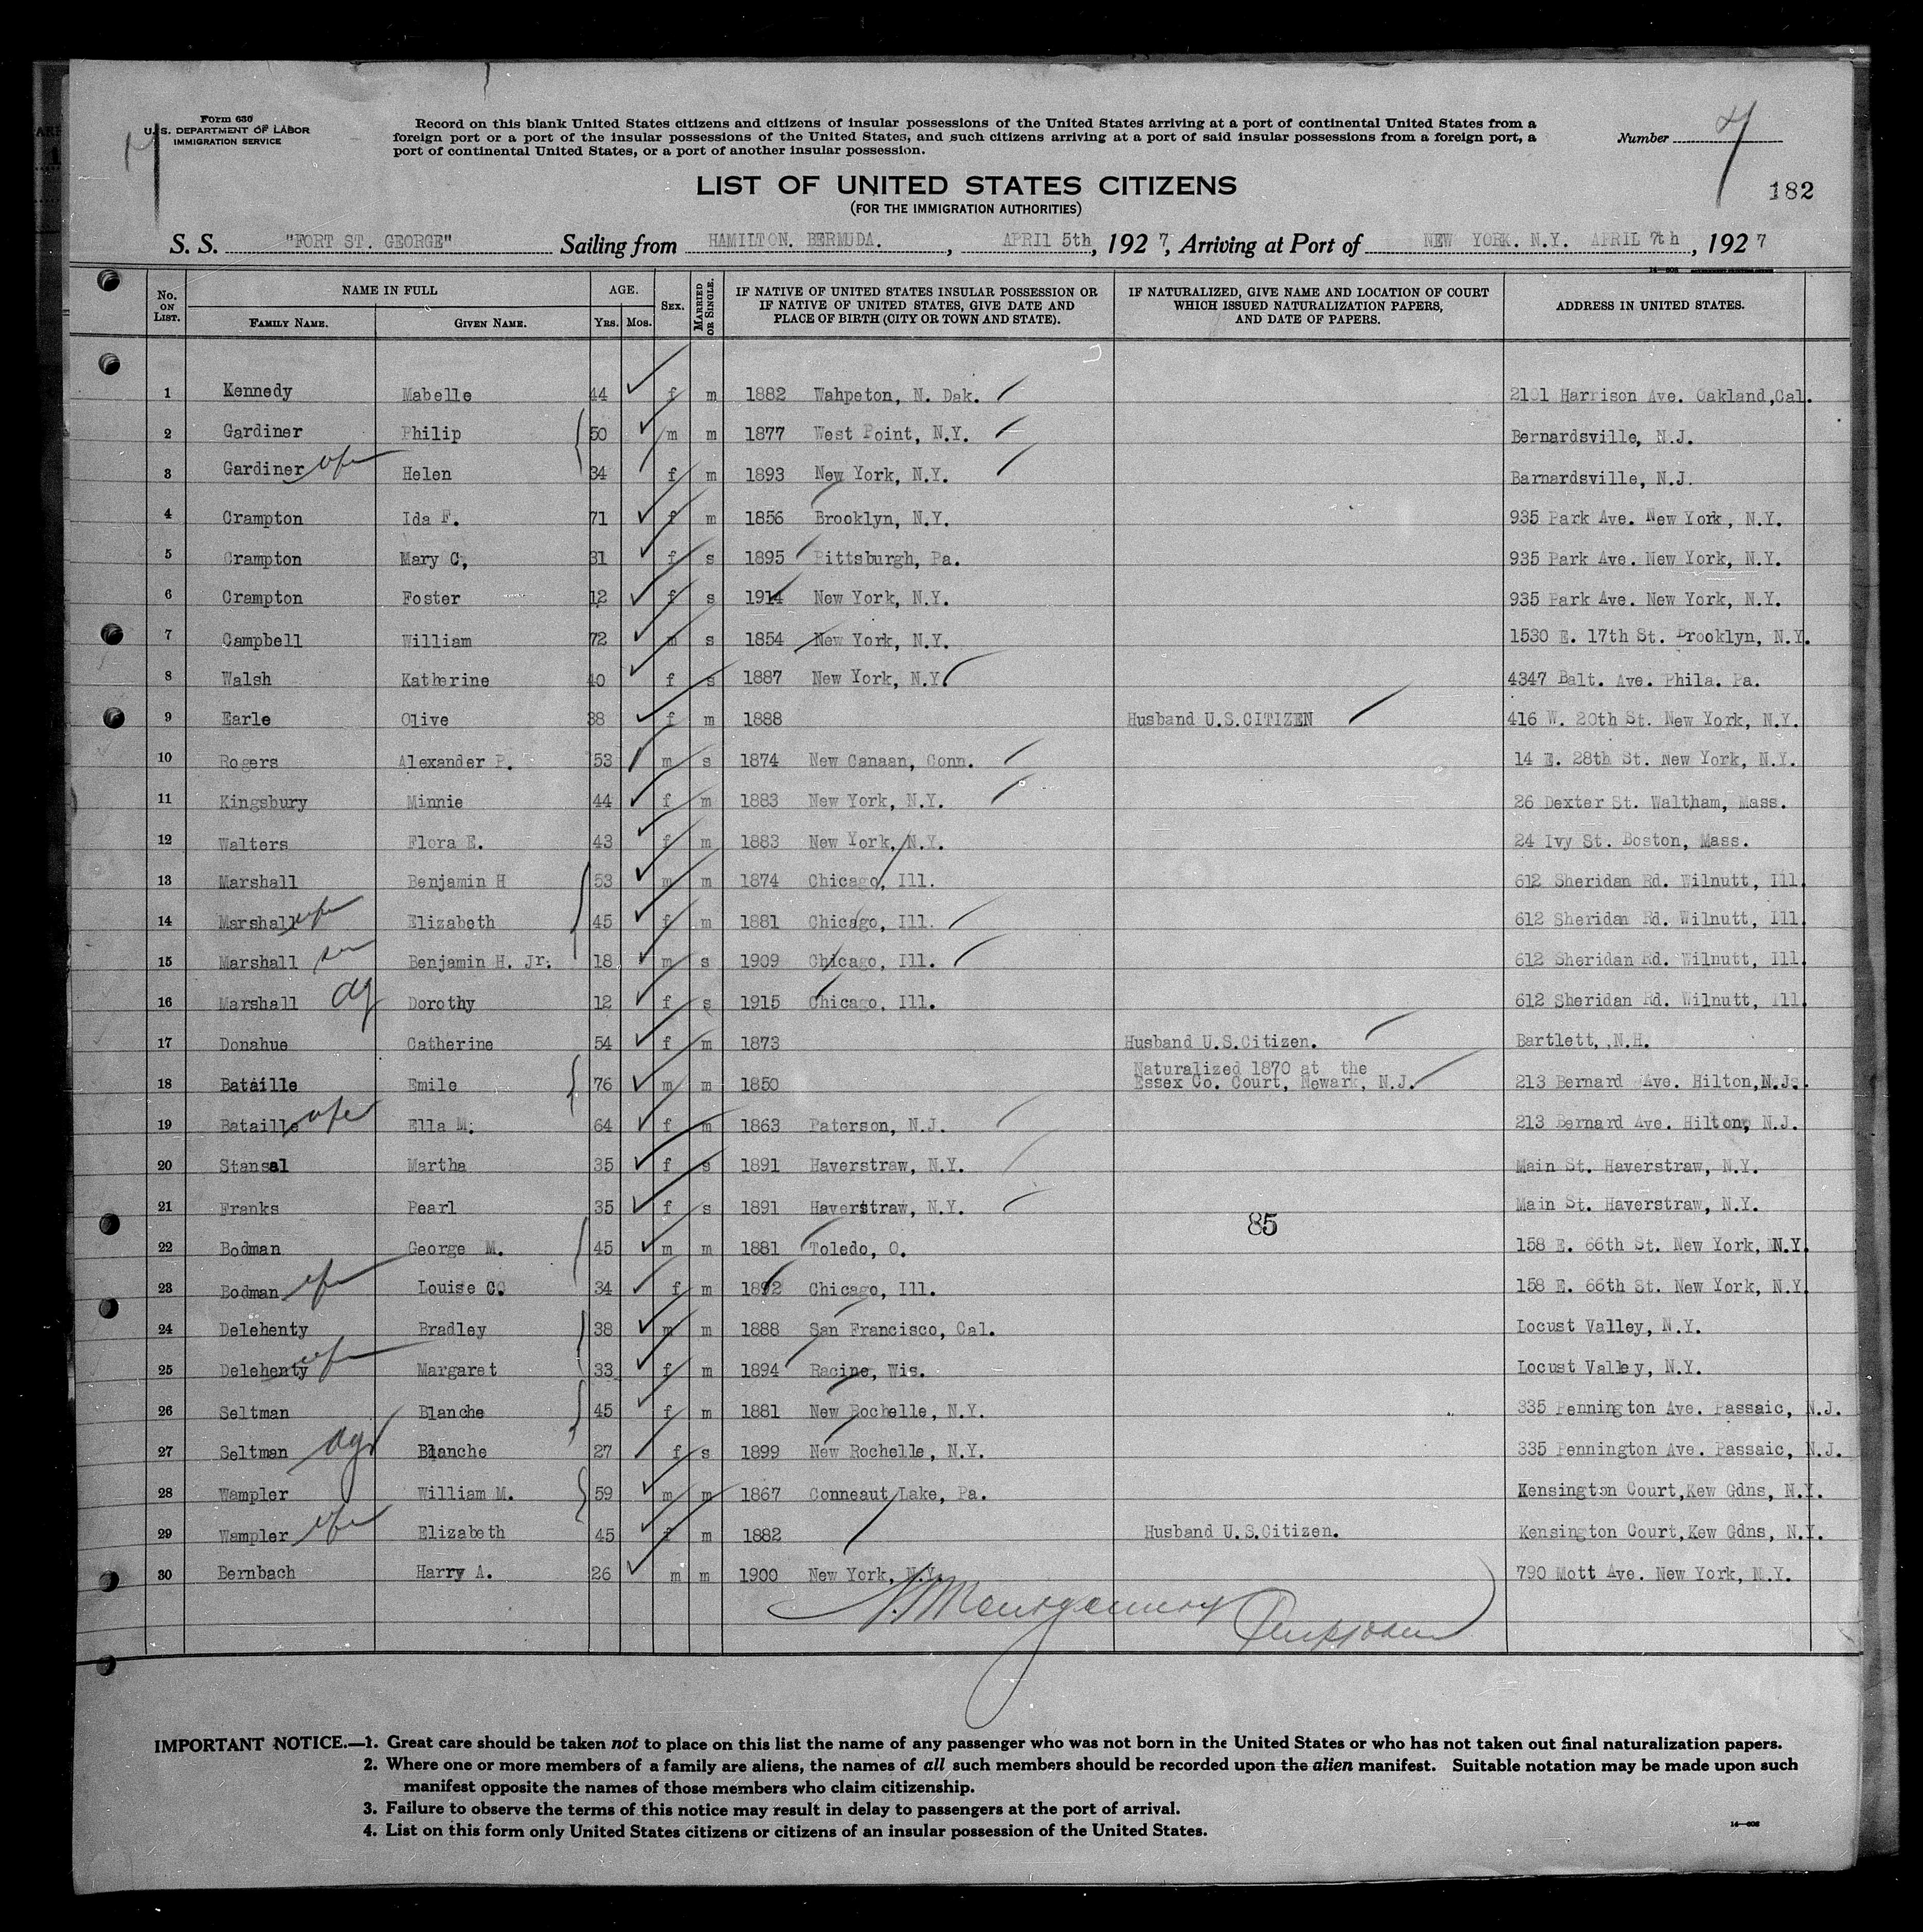 Form 630
U. S. DEPARTMENT OF LABOR
IMMIGRATION SERVICE
Record on this blank United States citizens and citizens of insular possessions of the United States arriving at a port of continental United States from a
foreign port or a port of the insular possessions of the United States, and such citizens arriving at a port of said insular possessions from a foreign port, a
port of continental United States, or a port of another insular possession.
Number
182
LIST OF UNITED STATES CITIZENS
(FOR THE IMMIGRATION AUTHORITIES)
S. S. "FORT ST. GEORGE" Sailing from HAMILTON. BERMUDA. , APRIL 5th, 1927, Arriving at Port of NEW YORK. N.Y. APRIL 7th, 1927
No. ON LIST. NAME IN FULL FAMILY NAME. GIVEN NAME. AGE. YRS. MOS. SEX. MARRIED OR SINGLE. IF NATIVE OF UNITED STATES INSULAR POSSESSION OR IF NATIVE OF UNITED STATES, GIVE DATE AND PLACE OF BIRTH (CITY OR TOWN AND STATE). IF NATURALIZED, GIVE NAME AND LOCATION OF COURT WHICH ISSUED NATURALIZATION PAPERS, AND DATE OF PAPERS. ADDRESS IN UNITED STATES.
1 Kennedy Mabelle 44 f m 1882 Wahpeton, N. Dak. 2101 Harrison Ave. Oakland,Cal.
2 Gardiner Philip 50 m m 1877 West Point, N.Y. Bernardsville, N.J.
3 Gardiner wfe Helen 34 f m 1893 New York, N.Y. Barnardsville, N.J.
4 Crampton Ida F. 71 f m 1856 Brooklyn, N.Y. 935 Park Ave. New York, N.Y.
5 Crampton Mary C, 31 f s 1895 Pittsburgh, Pa. 935 Park Ave. New York, N.Y.
6 Crampton Foster 12 f s 1914 New York, N.Y. 935 Park Ave. New York, N.Y.
7 Campbell William 72 m s 1854 New York, N.Y. 1530 E. 17th St. Brooklyn, N.Y.
8 Walsh Katherine 40 f s 1887 New York, N.Y. 4347 Balt. Ave. Phila. Pa.
9 Earle Olive 38 f m 1888 Husband U.S.CITIZEN 416 W. 20th St. New York, N.Y.
10 Rogers Alexander P. 53 m s 1874 New Canaan, Conn. 14 E. 28th St. New York, N.Y.
11 Kingsbury Minnie 44 f m 1883 New York, N.Y. 26 Dexter St. Waltham, Mass.
12 Walters Flora E. 43 f m 1883 New York, N.Y. 24 Ivy St. Boston, Mass.
13 Marshall Benjamin H 53 m m 1874 Chicago, Ill. 612 Sheridan Rd. Wilnutt, Ill.
14 Marshall wfe Elizabeth 45 f m 1881 Chicago, Ill. 612 Sheridan Rd. Wilnutt, Ill.
15 Marshall son Benjamin H. Jr. 18 m s 1909 Chicago, Ill. 612 Sheridan Rd. Wilnutt, Ill.
16 Marshall dg Dorothy 12 f s 1915 Chicago, Ill. 612 Sheridan Rd. Wilnutt, Ill.
17 Donahue Catherine 54 f m 1873 Husband U.S.Citizen. Bartlett, .N.H.
18 Bataille Emile 76 m m 1850 Naturalized 1870 at the Essex Co. Court, Newark, N.J. 213 Bernard Ave. Hilton,N.J.
19 Bataille wfe Ella M. 64 f m 1863 Paterson, N.J. 213 Bernard Ave. Hilton, N.J.
20 Stansal Martha 35 f s 1891 Haverstraw, N.Y. Main St. Haverstraw, N.Y.
21 Franks Pearl 35 f s 1891 Haverstraw, N.Y. Main St. Haverstraw, N.Y.
85
22 Bodman George M. 45 m m 1881 Toledo, O. 158 E. 66th St. New York, N.Y.
23 Bodman wfe Louise C. 34 f m 1892 Chicago, Ill. 158 E. 66th St. New York, N.Y.
24 Delehenty Bradley 38 m m 1888 San Francisco, Cal. Locust Valley, N.Y.
25 Delehenty wfe Margaret 33 f m 1894 Racine, Wis. Locust Valley, N.Y.
26 Seltman Blanche 45 f m 1881 New Rochelle, N.Y. 335 Pennington Ave. Passaic, N.J.
27 Seltman dgr Blanche 27 f s 1899 New Rochelle, N.Y. 335 Pennington Ave. Passaic, N.J.
28 Wampler William M. 59 m m 1867 Conneaut Lake, Pa. Kensington Court,Kew Gdns, N.Y.
29 Wampler wfe Elizabeth 45 f m 1882 Husband U.S.Citizen. Kensington Court,Kew Gdns, N.Y.
30 Bernbach Harry A. 26 m m 1900 New York, N.Y. 790 Mott Ave. New York, N.Y.
Montgomery
IMPORTANT NOTICE.—1. Great care should be taken not to place on this list the name of any passenger who was not born in the United States or who has not taken out final naturalization papers.
2. Where one or more members of a family are aliens, the names of all such members should be recorded upon the alien manifest. Suitable notation may be made upon such
manifest opposite the names of those members who claim citizenship.
3. Failure to observe the terms of this notice may result in delay to passengers at the port of arrival.
4. List on this form only United States citizens or citizens of an insular possession of the United States.